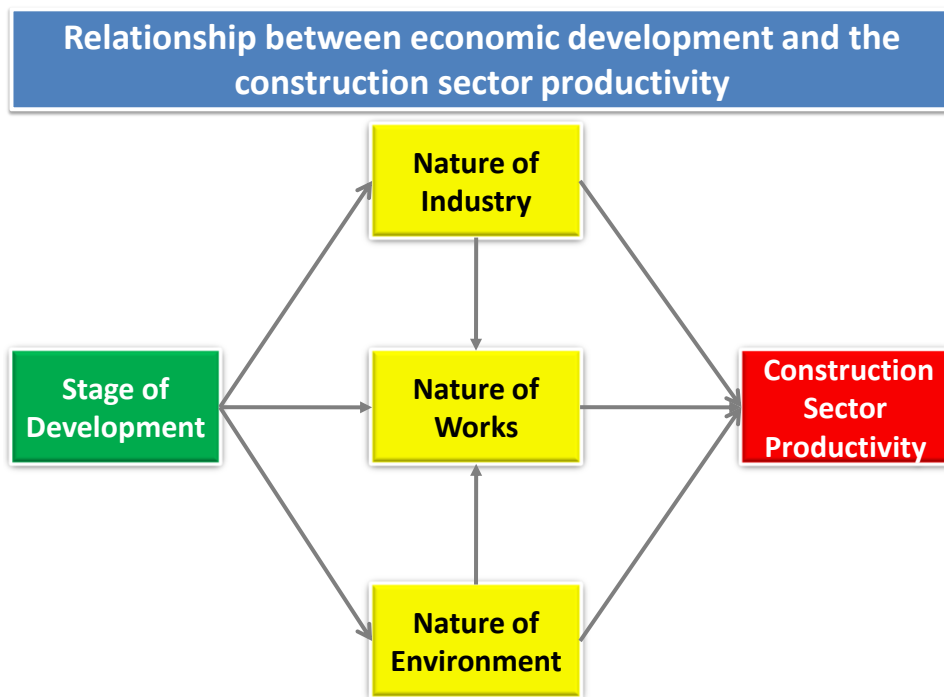 Relationship between economic development and the
construction sector productivity
Nature of
Industry
Stage of
Development
Nature of
Works
Construction
Sector
Productivity
Nature of
Environment